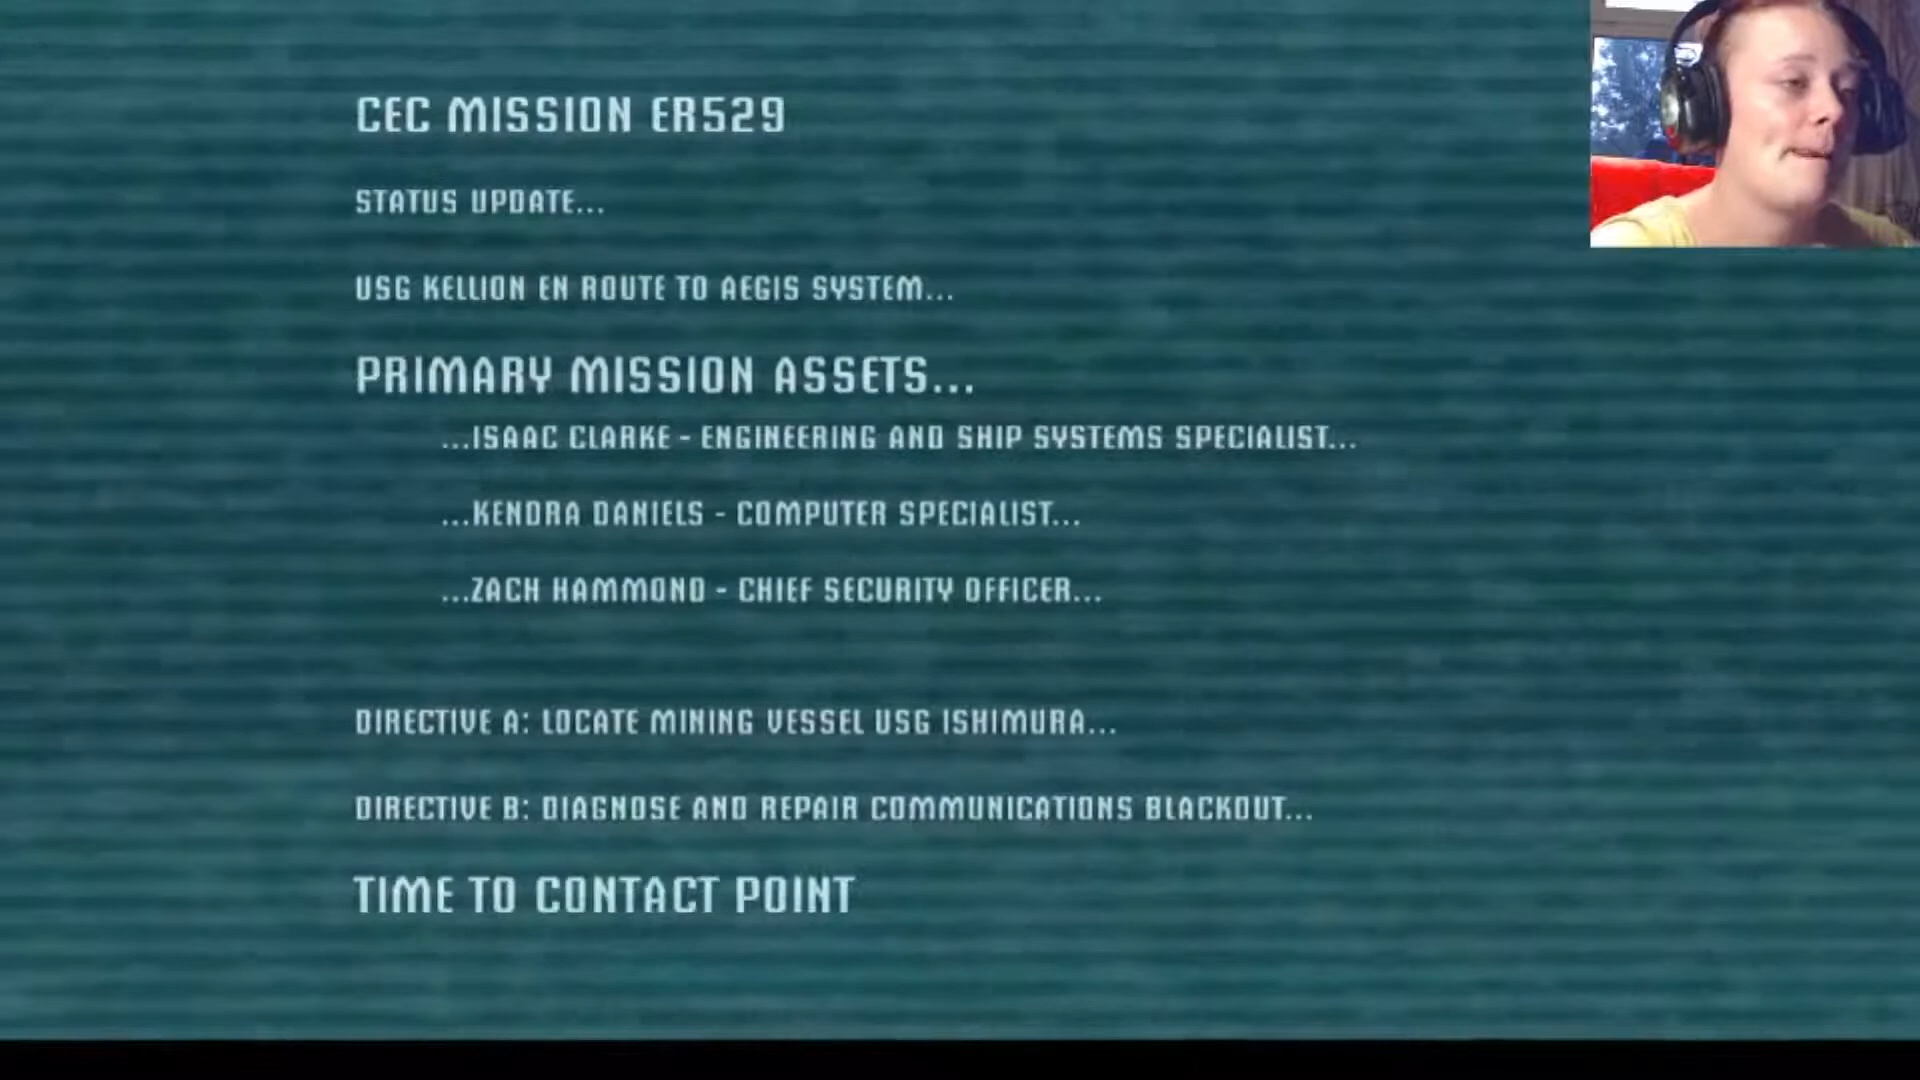 CEC MISSION ER529
STATUS UPDATE...
USG KELLION EN ROUTE TO AEGIS SYSTEM...
PRIMARY MISSION ASSETS...
...ISAAC CLARKE - ENGINEERING AND SHIP SYSTEMS SPECIALIST...
...KENDRA DANIELS - COMPUTER SPECIALIST...
...ZACH HAMMOND - CHIEF SECURITY OFFICER...
DIRECTIVE A: LOCATE MINING VESSEL USG ISHIMURA...
DIRECTIVE B: DIAGNOSE AND REPAIR COMMUNICATIONS BLACKOUT...
TIME TO CONTACT POINT